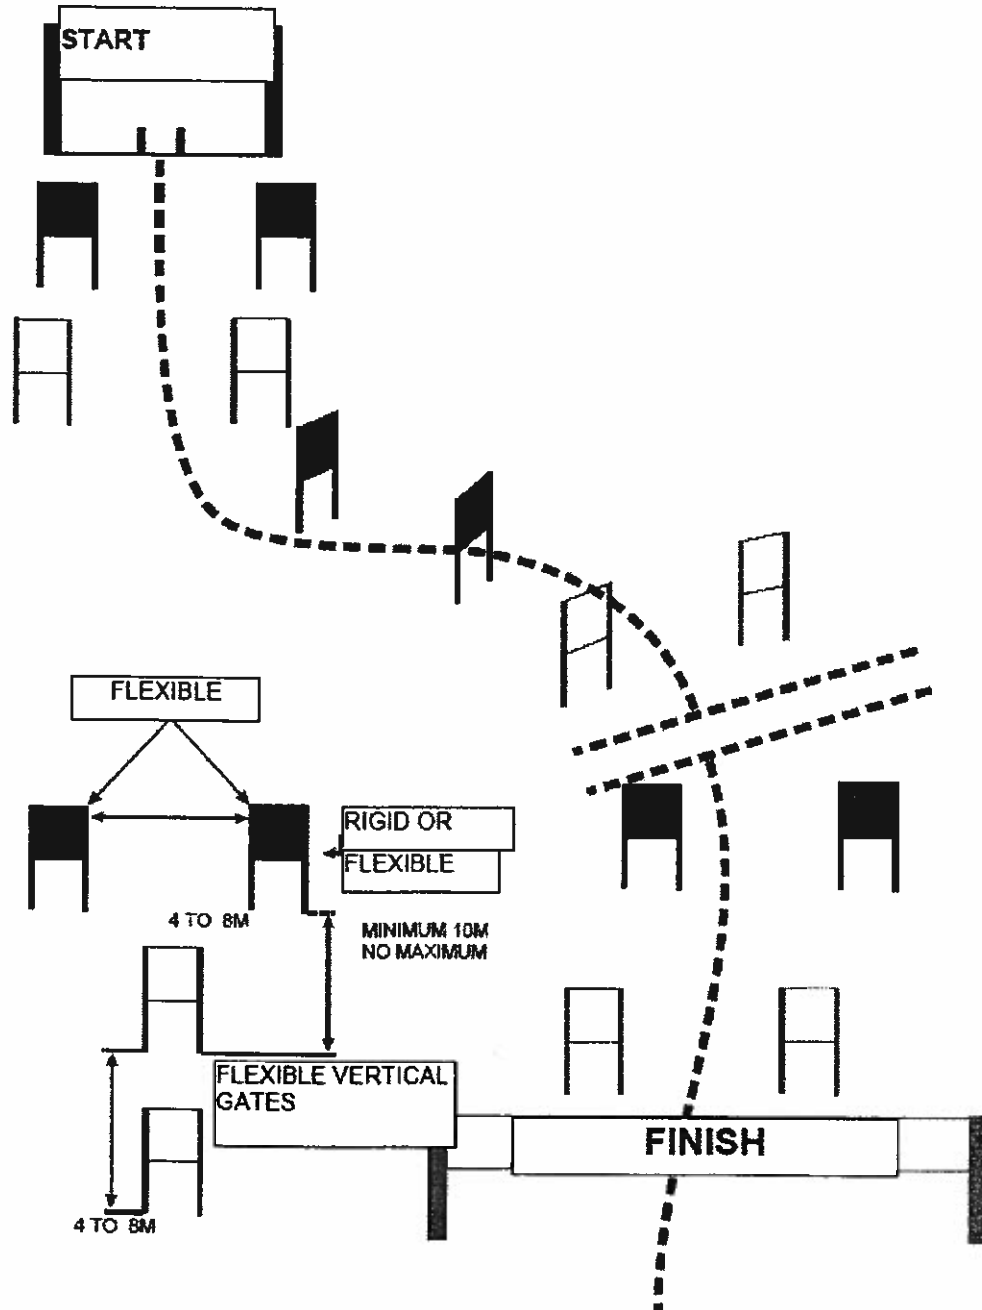 START
FLEXIBLE
RIGID OR
FLEXIBLE
4 TO 8M
MINIMUM 10M
NO MAXIMUM
FLEXIBLE VERTICAL
GATES
FINISH
4 TO 8M